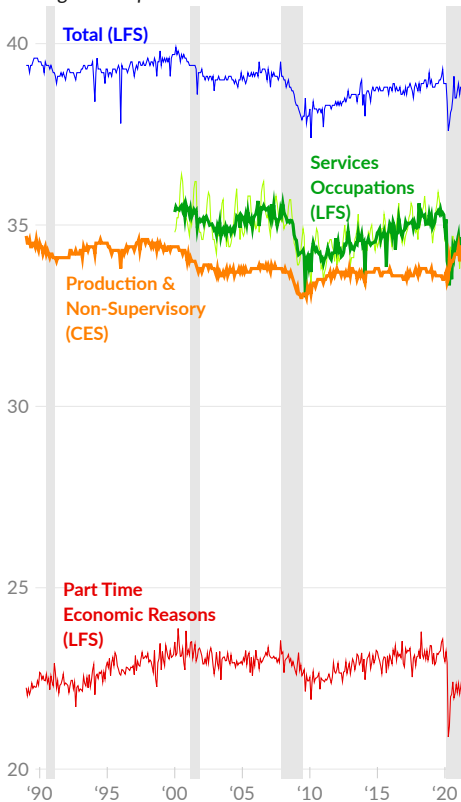 40
Total (LFS)
Services
Occupations
(LFS)
35
Production &
Non-Supervisory
(CES)
30
25
Part Time
Economic Reasons
(LFS)
20
'90 '95 '00 '05 '10 '15 '20